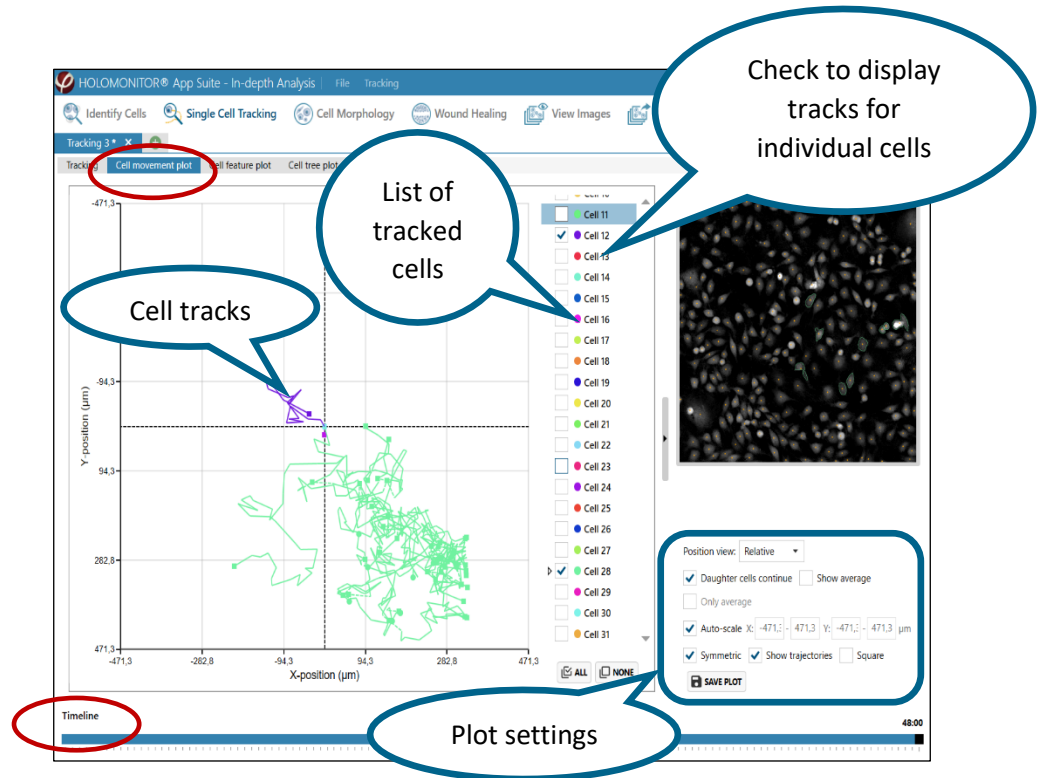 HOLOMONITOR® App Suite - In-depth Analysis File Tracking
Identify Cells Single Cell Tracking Cell Morphology Wound Healing View Images
Tracking 3 *
Tracking Cell movement plot Cell feature plot Cell tree plot
Check to display
tracks for
individual cells
List of
tracked
cells
Cell tracks
-471,3
-94,3
94,3
282,8
471,3
Y-position (µm)
-471,3 -282,8 -94,3 94,3 282,8 471,3
X-position (µm)
Cell 10
Cell 11
Cell 12
Cell 13
Cell 14
Cell 15
Cell 16
Cell 17
Cell 18
Cell 19
Cell 20
Cell 21
Cell 22
Cell 23
Cell 24
Cell 25
Cell 26
Cell 27
Cell 28
Cell 29
Cell 30
Cell 31
ALL NONE
Position view: Relative
Daughter cells continue Show average
Only average
Auto-scale X: -471,: - 471,3 Y: -471,: - 471,3 µm
Symmetric Show trajectories Square
SAVE PLOT
Plot settings
Timeline
48:00